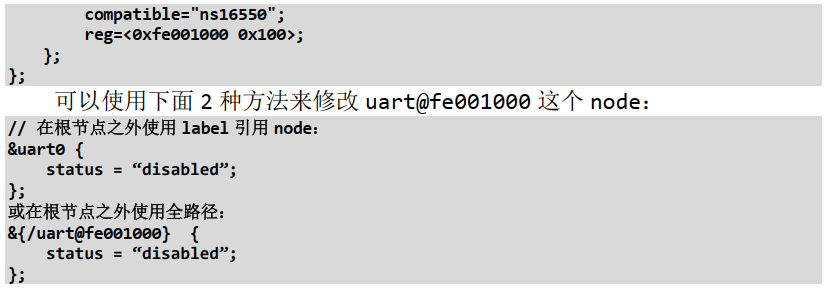 compatible="ns16550";
reg=<0xfe001000 0x100>;
};
};
可以使用下面 2 种方法来修改 uart@fe001000 这个 node：
// 在根节点之外使用 label 引用 node：
&uart0 {
status = “disabled”;
};
或在根节点之外使用全路径：
&{/uart@fe001000} {
status = “disabled”;
};